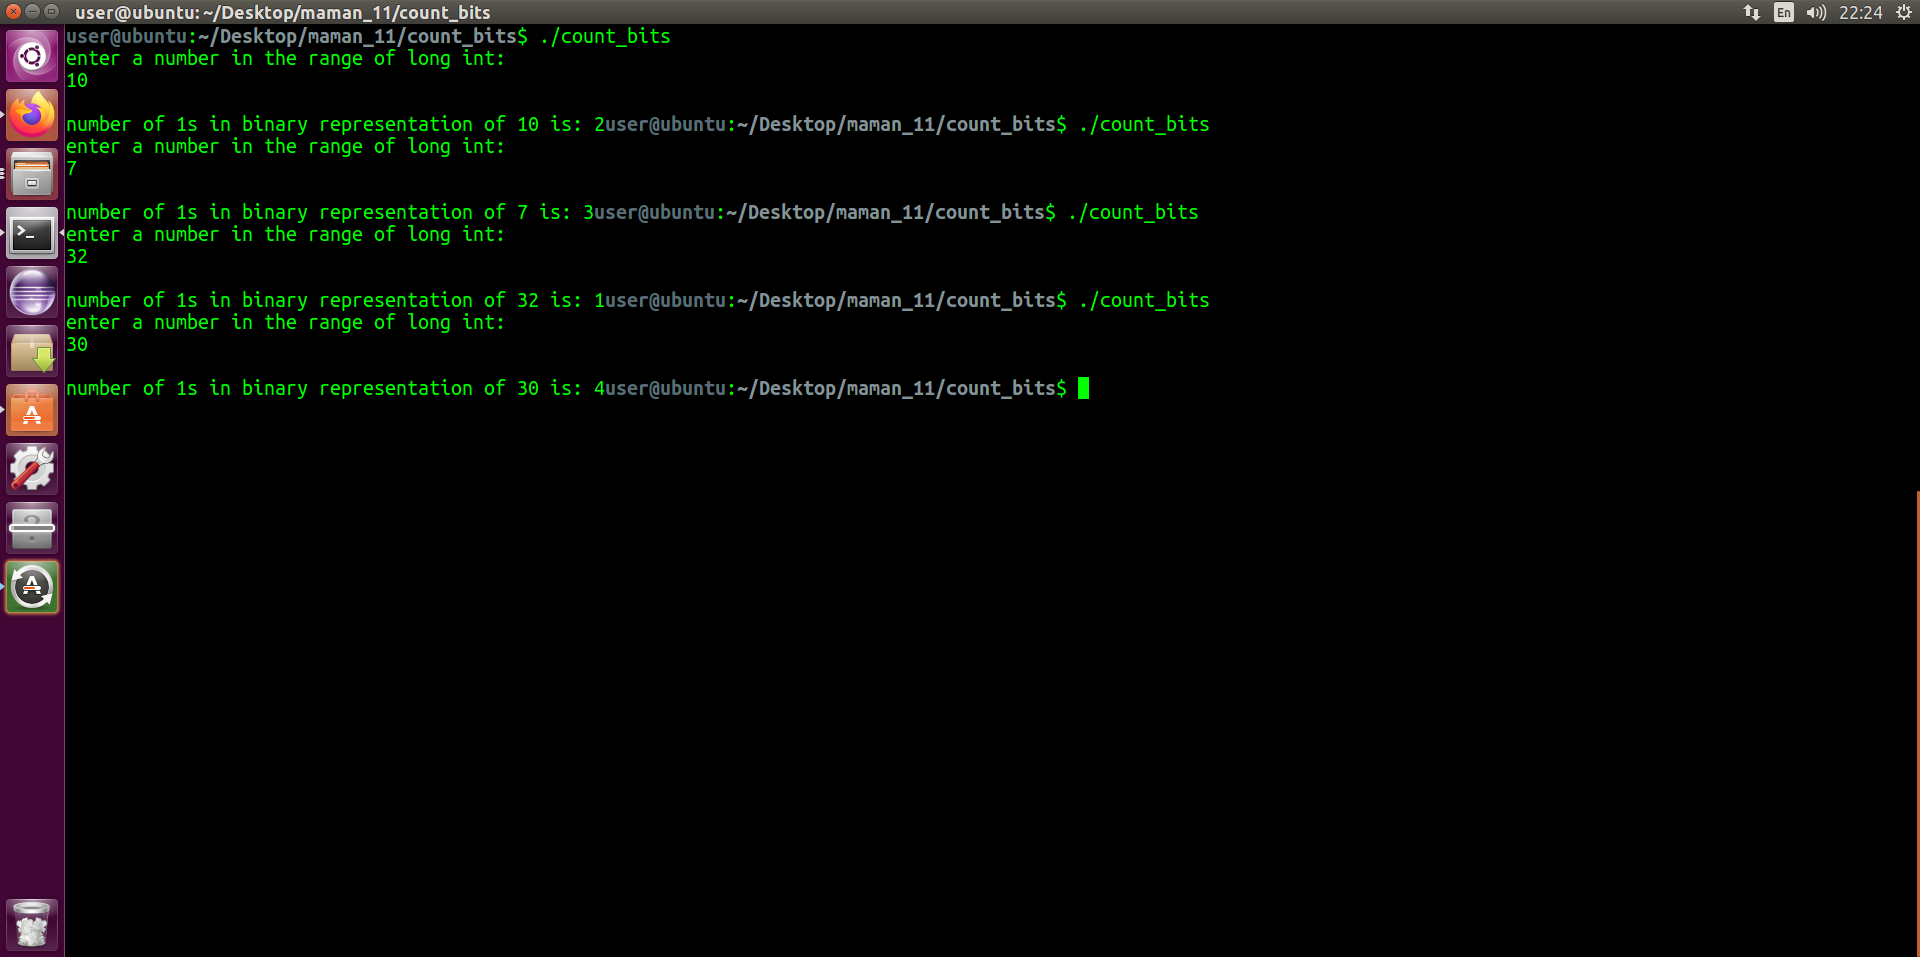 user@ubuntu: ~/Desktop/maman_11/count_bits
En
22:24
user@ubuntu:~/Desktop/maman_11/count_bits$ ./count_bits
enter a number in the range of long int:
10
number of 1s in binary representation of 10 is: 2user@ubuntu:~/Desktop/maman_11/count_bits$ ./count_bits
enter a number in the range of long int:
7
number of 1s in binary representation of 7 is: 3user@ubuntu:~/Desktop/maman_11/count_bits$ ./count_bits
enter a number in the range of long int:
32
number of 1s in binary representation of 32 is: 1user@ubuntu:~/Desktop/maman_11/count_bits$ ./count_bits
enter a number in the range of long int:
30
number of 1s in binary representation of 30 is: 4user@ubuntu:~/Desktop/maman_11/count_bits$